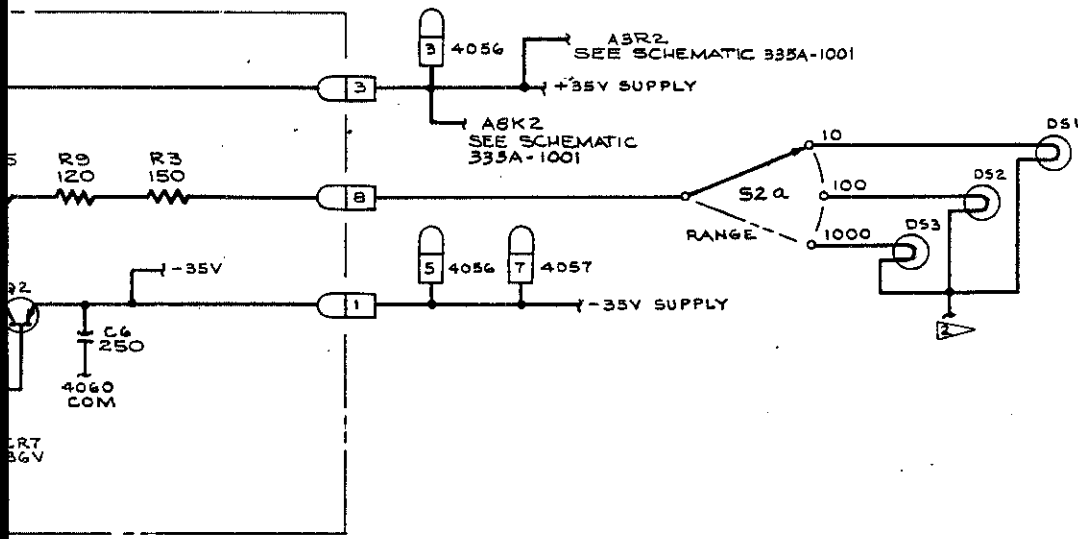 3 4056
A3R2
SEE SCHEMATIC 335A-1001
3
+35V SUPPLY
A8K2
SEE SCHEMATIC
335A-1001
10
DS1
R9
120
R3
150
8
S2a
100
DS2
RANGE
1000
DS3
-35V
5 4056
7 4057
1
-35V SUPPLY
2
C6
250
4060
COM